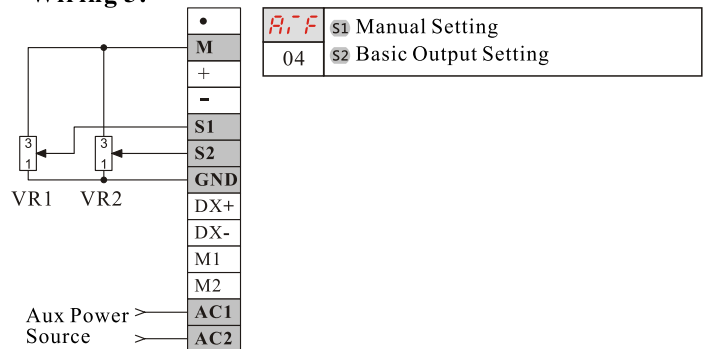 Wiring 5:
•
M
+
-
S1
S2
GND
DX+
DX-
M1
M2
AC1
AC2
3
1
3
1
VR1 VR2
Aux Power
Source
S1 Manual Setting
04 S2 Basic Output Setting